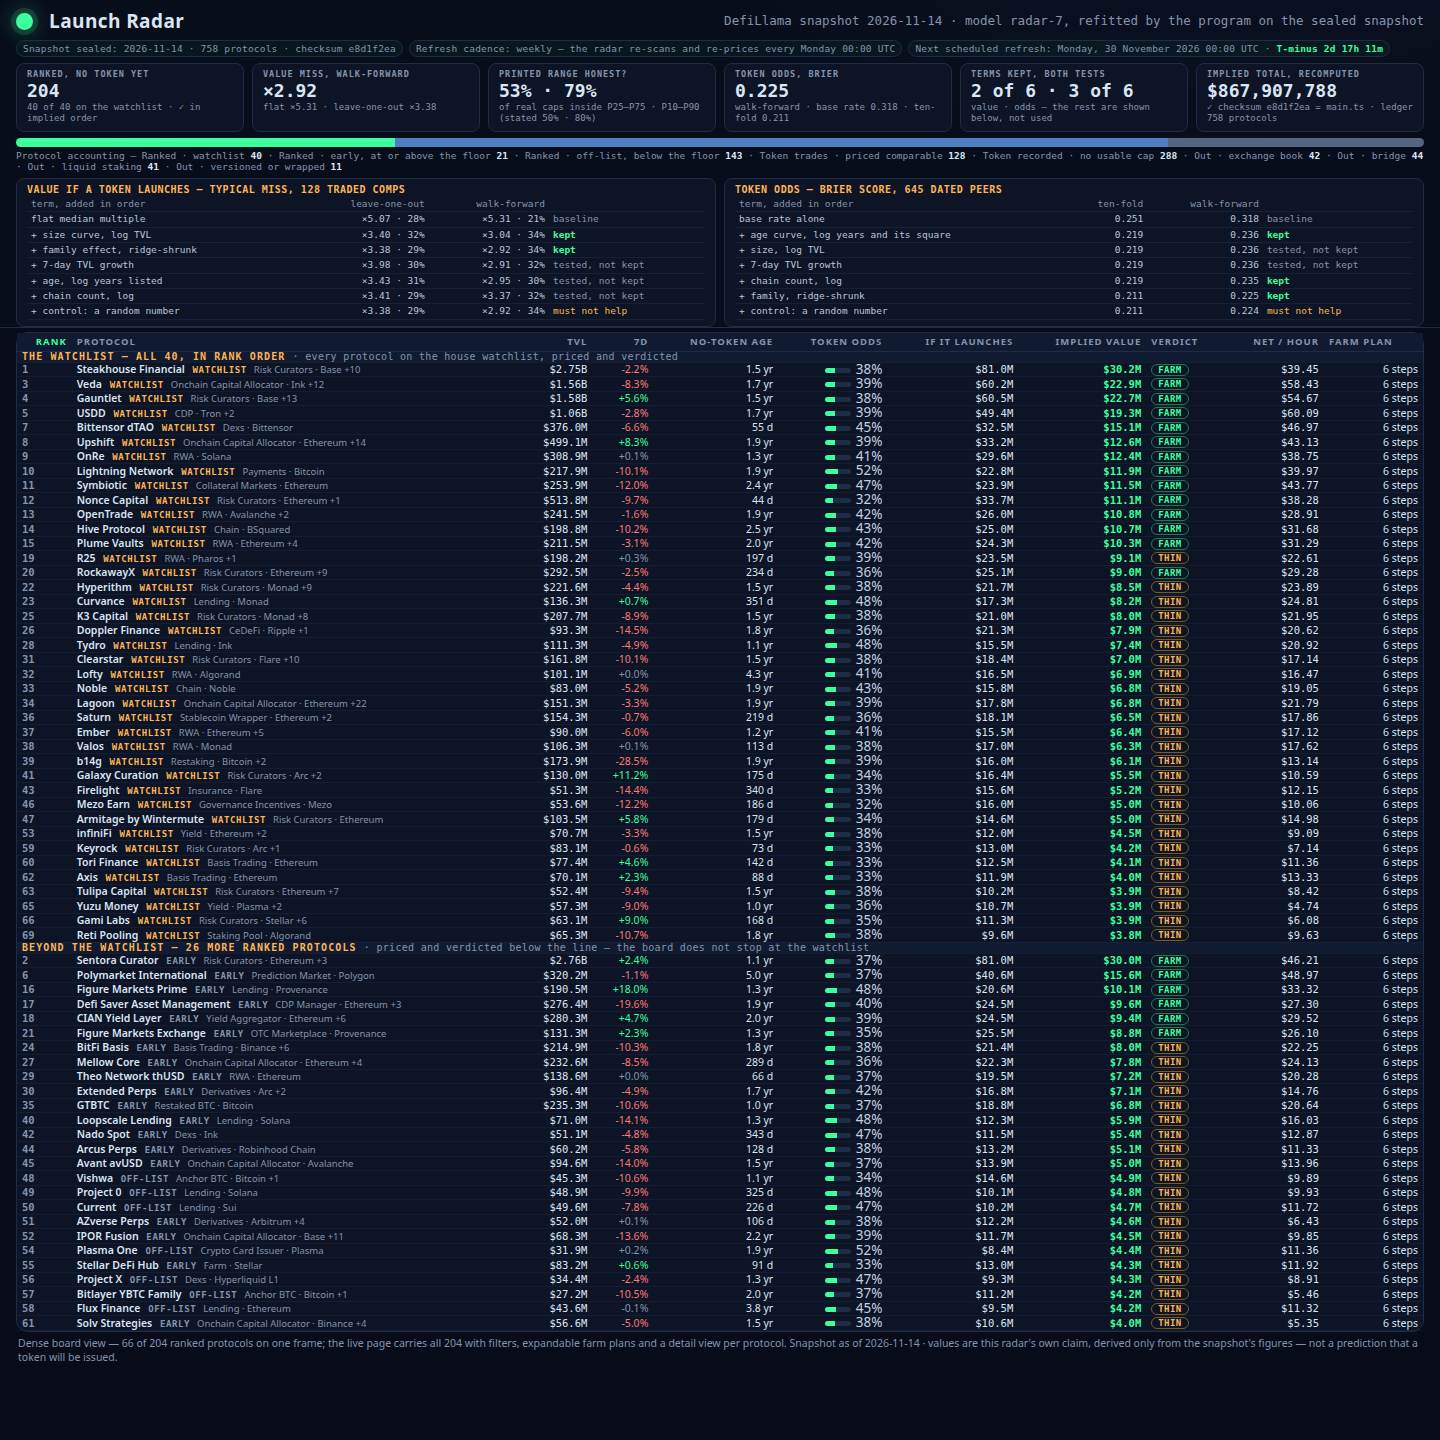 Launch Radar
DefiLlama snapshot 2026-11-14 · model radar-7, refitted by the program on the sealed snapshot
Snapshot sealed: 2026-11-14 · 758 protocols · checksum e8d1f2ea
Refresh cadence: weekly — the radar re-scans and re-prices every Monday 00:00 UTC
Next scheduled refresh: Monday, 30 November 2026 00:00 UTC · T-minus 2d 17h 11m
RANKED, NO TOKEN YET
204
40 of 40 on the watchlist · ✓ in
implied order
VALUE MISS, WALK-FORWARD
×2.92
flat ×5.31 · leave-one-out ×3.38
PRINTED RANGE HONEST?
53% · 79%
of real caps inside P25–P75 · P10–P90
(stated 50% · 80%)
TOKEN ODDS, BRIER
0.225
walk-forward · base rate 0.318 · ten-
fold 0.211
TERMS KEPT, BOTH TESTS
2 of 6 · 3 of 6
value · odds — the rest are shown
below, not used
IMPLIED TOTAL, RECOMPUTED
$867,907,788
✓ checksum e8d1f2ea = main.ts · ledger
758 protocols
Protocol accounting — Ranked · watchlist 40 · Ranked · early, at or above the floor 21 · Ranked · off-list, below the floor 143 · Token trades · priced comparable 128 · Token recorded · no usable cap 288 · Out · exchange book 42 · Out · bridge 44
· Out · liquid staking 41 · Out · versioned or wrapped 11
VALUE IF A TOKEN LAUNCHES — TYPICAL MISS, 128 TRADED COMPS
term, added in order leave-one-out walk-forward
flat median multiple ×5.07 · 28% ×5.31 · 21% baseline
+ size curve, log TVL ×3.40 · 32% ×3.04 · 34% kept
+ family effect, ridge-shrunk ×3.38 · 29% ×2.92 · 34% kept
+ 7-day TVL growth ×3.98 · 30% ×2.91 · 32% tested, not kept
+ age, log years listed ×3.43 · 31% ×2.95 · 30% tested, not kept
+ chain count, log ×3.41 · 29% ×3.37 · 32% tested, not kept
+ control: a random number ×3.38 · 29% ×2.92 · 34% must not help
TOKEN ODDS — BRIER SCORE, 645 DATED PEERS
term, added in order ten-fold walk-forward
base rate alone 0.251 0.318 baseline
+ age curve, log years and its square 0.219 0.236 kept
+ size, log TVL 0.219 0.236 tested, not kept
+ 7-day TVL growth 0.219 0.236 tested, not kept
+ chain count, log 0.219 0.235 kept
+ family, ridge-shrunk 0.211 0.225 kept
+ control: a random number 0.211 0.224 must not help
RANK PROTOCOL TVL 7D NO-TOKEN AGE TOKEN ODDS IF IT LAUNCHES IMPLIED VALUE VERDICT NET / HOUR FARM PLAN
THE WATCHLIST — ALL 40, IN RANK ORDER · every protocol on the house watchlist, priced and verdicted
1 Steakhouse Financial WATCHLIST Risk Curators · Base +10 $2.75B -2.2% 1.5 yr 38% $81.0M $30.2M FARM $39.45 6 steps
3 Veda WATCHLIST Onchain Capital Allocator · Ink +12 $1.56B -8.3% 1.7 yr 39% $60.2M $22.9M FARM $58.43 6 steps
4 Gauntlet WATCHLIST Risk Curators · Base +13 $1.58B +5.6% 1.7 yr 38% $60.5M $22.7M FARM $54.67 6 steps
5 USDD WATCHLIST CDP · Tron +2 $1.06B -2.8% 1.7 yr 39% $49.4M $19.3M FARM $60.09 6 steps
7 Bittensor dTAO WATCHLIST Dexs · Bittensor $376.0M -6.6% 55 d 45% $32.5M $15.1M FARM $46.97 6 steps
8 Upshift WATCHLIST Onchain Capital Allocator · Ethereum +14 $499.1M +8.3% 1.9 yr 39% $33.2M $12.6M FARM $43.13 6 steps
9 OnRe WATCHLIST RWA · Solana $308.9M +0.1% 1.3 yr 41% $29.6M $12.4M FARM $38.75 6 steps
10 Lightning Network WATCHLIST Payments · Bitcoin $217.9M -10.1% 1.9 yr 52% $22.8M $11.9M FARM $39.97 6 steps
11 Symbiotic WATCHLIST Collateral Markets · Ethereum $253.9M -12.0% 2.4 yr 47% $23.9M $11.5M FARM $43.77 6 steps
12 Nonce Capital WATCHLIST Risk Curators · Ethereum +1 $513.8M -9.7% 44 d 32% $33.7M $11.1M FARM $38.28 6 steps
13 OpenTrade WATCHLIST RWA · Avalanche +2 $241.5M -1.6% 1.9 yr 42% $26.0M $10.8M FARM $28.91 6 steps
14 Hive Protocol WATCHLIST Chain · BSquared $198.8M -10.2% 2.5 yr 43% $25.0M $10.7M FARM $31.68 6 steps
15 Plume Vaults WATCHLIST RWA · Ethereum +4 $211.5M -3.1% 2.0 yr 42% $24.3M $10.3M FARM $31.29 6 steps
19 R25 WATCHLIST RWA · Pharos +1 $198.2M +0.3% 197 d 39% $23.5M $9.1M THIN $22.61 6 steps
20 RockawayX WATCHLIST Risk Curators · Ethereum +9 $292.5M -2.5% 234 d 36% $25.1M $9.0M FARM $29.28 6 steps
22 Hyperithm WATCHLIST Risk Curators · Monad +9 $221.6M -4.4% 1.5 yr 38% $21.7M $8.5M THIN $23.89 6 steps
23 Curvance WATCHLIST Lending · Monad $136.3M +0.7% 351 d 48% $17.3M $8.2M THIN $24.81 6 steps
25 K3 Capital WATCHLIST Risk Curators · Monad +8 $207.7M -8.9% 1.5 yr 38% $21.0M $8.0M THIN $21.95 6 steps
26 Doppler Finance WATCHLIST CeDeFi · Ripple +1 $93.3M -14.5% 1.8 yr 36% $21.3M $7.9M THIN $20.62 6 steps
28 Tydro WATCHLIST Lending · Ink $111.3M -4.9% 1.1 yr 48% $15.5M $7.4M THIN $20.92 6 steps
31 Clearstar WATCHLIST Risk Curators · Flare +10 $161.8M -10.1% 1.5 yr 38% $18.4M $7.0M THIN $17.14 6 steps
32 Lofty WATCHLIST RWA · Algorand $101.1M +0.0% 4.3 yr 41% $16.5M $6.9M THIN $16.47 6 steps
33 Noble WATCHLIST Chain · Noble $83.0M -5.2% 1.9 yr 43% $15.8M $6.8M THIN $19.05 6 steps
34 Lagoon WATCHLIST Onchain Capital Allocator · Ethereum +22 $151.3M -3.3% 1.9 yr 39% $17.8M $6.8M THIN $21.79 6 steps
36 Saturn WATCHLIST Stablecoin Wrapper · Ethereum +2 $154.3M -0.7% 219 d 36% $18.1M $6.5M THIN $17.86 6 steps
37 Ember WATCHLIST RWA · Ethereum +5 $90.0M -6.0% 1.2 yr 41% $15.5M $6.4M THIN $17.12 6 steps
38 Valos WATCHLIST RWA · Monad $106.3M +0.1% 113 d 38% $17.0M $6.3M THIN $17.62 6 steps
39 b14g WATCHLIST Restaking · Bitcoin +2 $173.9M -28.5% 1.9 yr 39% $16.0M $6.1M THIN $13.14 6 steps
41 Galaxy Curation WATCHLIST Risk Curators · Arc +2 $130.0M +11.2% 175 d 34% $16.4M $5.5M THIN $10.59 6 steps
43 Firelight WATCHLIST Insurance · Flare $51.3M -14.4% 340 d 33% $15.6M $5.2M THIN $12.15 6 steps
46 Mezo Earn WATCHLIST Governance Incentives · Mezo $53.6M -12.2% 186 d 32% $16.0M $5.0M THIN $10.06 6 steps
47 Armitage by Wintermute WATCHLIST Risk Curators · Ethereum $103.5M +5.8% 179 d 34% $14.6M $5.0M THIN $14.98 6 steps
53 infiniFi WATCHLIST Yield · Ethereum +2 $70.7M -3.3% 1.5 yr 38% $12.0M $4.5M THIN $9.09 6 steps
59 Keyrock WATCHLIST Risk Curators · Arc +1 $83.1M -0.6% 73 d 33% $13.0M $4.2M THIN $7.14 6 steps
60 Tori Finance WATCHLIST Basis Trading · Ethereum $77.4M +4.6% 142 d 33% $12.5M $4.1M THIN $11.36 6 steps
62 Axis WATCHLIST Basis Trading · Ethereum $70.1M +2.3% 88 d 33% $11.9M $4.0M THIN $13.33 6 steps
63 Tulipa Capital WATCHLIST Risk Curators · Ethereum +7 $52.4M -9.4% 1.5 yr 38% $10.2M $3.9M THIN $8.42 6 steps
65 Yuzu Money WATCHLIST Yield · Plasma +2 $57.3M -9.0% 1.0 yr 36% $10.7M $3.9M THIN $4.74 6 steps
66 Gami Labs WATCHLIST Risk Curators · Stellar +6 $63.1M +9.0% 168 d 35% $11.3M $3.9M THIN $6.08 6 steps
69 Reti Pooling WATCHLIST Staking Pool · Algorand $65.3M -10.7% 1.8 yr 38% $9.6M $3.8M THIN $9.63 6 steps
BEYOND THE WATCHLIST — 26 MORE RANKED PROTOCOLS · priced and verdicted below the line — the board does not stop at the watchlist
2 Sentora Curator EARLY Risk Curators · Ethereum +3 $2.76B +2.4% 1.1 yr 37% $81.0M $30.0M FARM $46.21 6 steps
6 Polymarket International EARLY Prediction Market · Polygon $320.2M -1.1% 5.0 yr 37% $40.6M $15.6M FARM $48.97 6 steps
16 Figure Markets Prime EARLY Lending · Provenance $190.5M +18.0% 1.3 yr 48% $20.6M $10.1M FARM $33.32 6 steps
17 Defi Saver Asset Management EARLY CDP Manager · Ethereum +3 $276.4M -19.6% 1.9 yr 40% $24.5M $9.6M FARM $27.30 6 steps
18 CIAN Yield Layer EARLY Yield Aggregator · Ethereum +6 $280.3M +4.7% 2.0 yr 39% $24.5M $9.4M FARM $29.52 6 steps
21 Figure Markets Exchange EARLY OTC Marketplace · Provenance $131.3M +2.3% 1.3 yr 35% $25.5M $8.8M FARM $26.10 6 steps
24 BitFi Basis EARLY Basis Trading · Binance +6 $214.9M -10.3% 1.8 yr 38% $21.4M $8.0M THIN $22.25 6 steps
27 Mellow Core EARLY Onchain Capital Allocator · Ethereum +4 $232.6M -8.5% 289 d 36% $22.3M $7.8M THIN $24.13 6 steps
29 Theo Network thUSD EARLY RWA · Ethereum $138.6M +0.0% 66 d 37% $19.5M $7.2M THIN $20.28 6 steps
30 Extended Perps EARLY Derivatives · Arc +2 $96.4M -4.9% 1.7 yr 42% $16.8M $7.1M THIN $14.76 6 steps
35 GTBTC EARLY Restaked BTC · Bitcoin $235.3M -10.6% 1.0 yr 37% $18.8M $6.8M THIN $20.64 6 steps
40 Loopscale Lending EARLY Lending · Solana $71.0M -14.1% 1.3 yr 48% $12.3M $5.9M THIN $16.03 6 steps
42 Nado Spot EARLY Dexs · Ink $51.1M -4.8% 343 d 47% $11.5M $5.4M THIN $12.87 6 steps
44 Arcus Perps EARLY Derivatives · Robinhood Chain $60.2M -5.8% 128 d 38% $13.2M $5.1M THIN $11.33 6 steps
45 Avant avUSD EARLY Onchain Capital Allocator · Avalanche $94.6M -14.0% 1.5 yr 37% $13.9M $5.0M THIN $13.96 6 steps
48 Vishwa OFF-LIST Anchor BTC · Bitcoin +1 $45.3M -10.6% 1.1 yr 34% $14.6M $4.9M THIN $9.89 6 steps
49 Project 0 OFF-LIST Lending · Solana $48.9M -9.9% 325 d 48% $10.1M $4.8M THIN $9.93 6 steps
50 Current OFF-LIST Lending · Sui $49.6M -7.8% 226 d 47% $10.2M $4.7M THIN $11.72 6 steps
51 AZverse Perps EARLY Derivatives · Arbitrum +4 $52.0M +0.1% 106 d 38% $12.2M $4.6M THIN $6.43 6 steps
52 IPOR Fusion EARLY Onchain Capital Allocator · Base +11 $68.3M -13.6% 2.2 yr 39% $11.7M $4.5M THIN $9.85 6 steps
54 Plasma One OFF-LIST Crypto Card Issuer · Plasma $31.9M +0.2% 1.9 yr 52% $8.4M $4.4M THIN $11.36 6 steps
55 Stellar DeFi Hub EARLY Farm · Stellar $83.2M +0.6% 91 d 33% $13.0M $4.3M THIN $11.92 6 steps
56 Project X OFF-LIST Dexs · Hyperliquid L1 $34.4M -2.4% 1.3 yr 47% $9.3M $4.3M THIN $8.91 6 steps
57 Bitlayer YBTC Family OFF-LIST Anchor BTC · Bitcoin +1 $27.2M -10.5% 2.0 yr 37% $11.2M $4.2M THIN $5.46 6 steps
58 Flux Finance OFF-LIST Lending · Ethereum $43.6M -0.1% 3.8 yr 45% $9.5M $4.2M THIN $11.32 6 steps
61 Solv Strategies EARLY Onchain Capital Allocator · Binance +4 $56.6M -5.0% 1.5 yr 38% $10.6M $4.0M THIN $5.35 6 steps
Dense board view — 66 of 204 ranked protocols on one frame; the live page carries all 204 with filters, expandable farm plans and a detail view per protocol. Snapshot as of 2026-11-14 · values are this radar's own claim, derived only from the snapshot's figures — not a prediction that a
token will be issued.